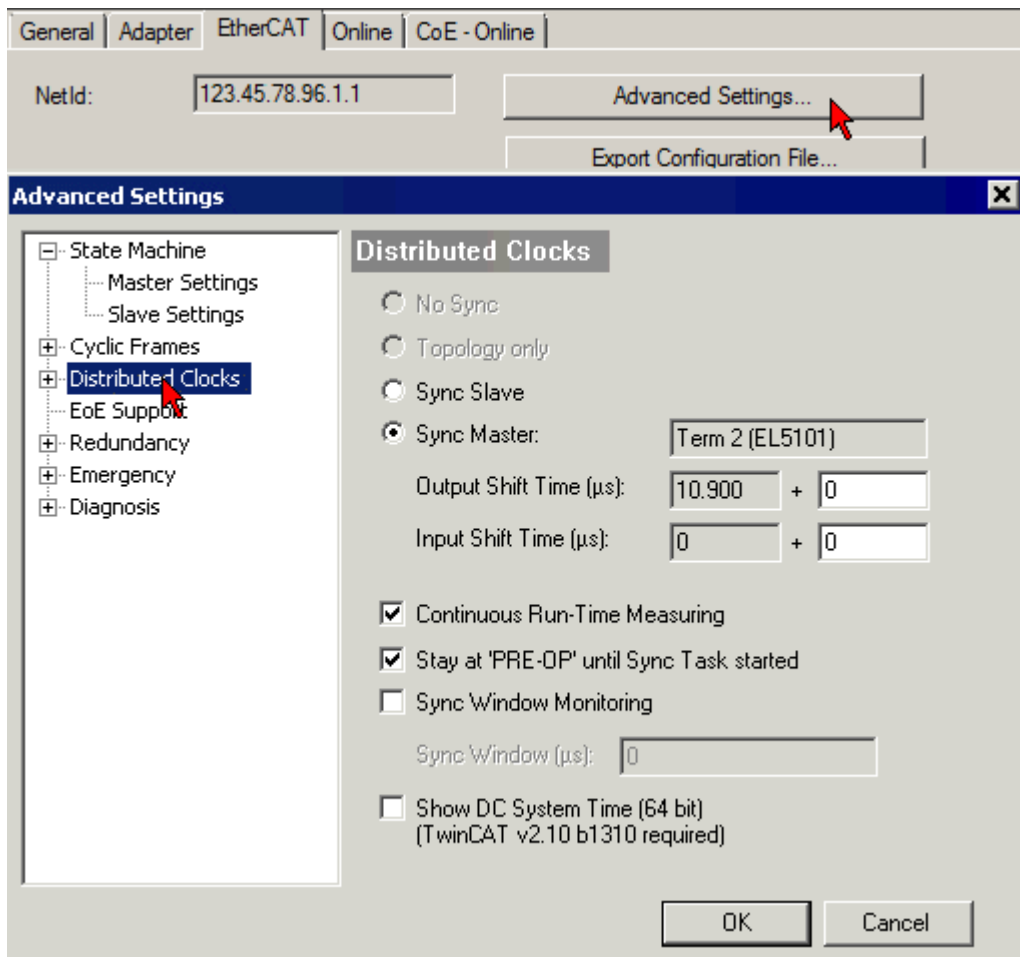 General Adapter EtherCAT Online CoE - Online
NetId: 123.45.78.96.1.1 Advanced Settings...
Export Configuration File...
Advanced Settings
State Machine
Master Settings
Slave Settings
Cyclic Frames
Distributed Clocks
EoE Support
Redundancy
Emergency
Diagnosis
Distributed Clocks
No Sync
Topology only
Sync Slave
Sync Master: Term 2 (EL5101)
Output Shift Time (µs): 10.900 + 0
Input Shift Time (µs): 0 + 0
Continuous Run-Time Measuring
Stay at 'PRE-OP' until Sync Task started
Sync Window Monitoring
Sync Window (µs): 0
Show DC System Time (64 bit)
(TwinCAT v2.10 b1310 required)
OK Cancel